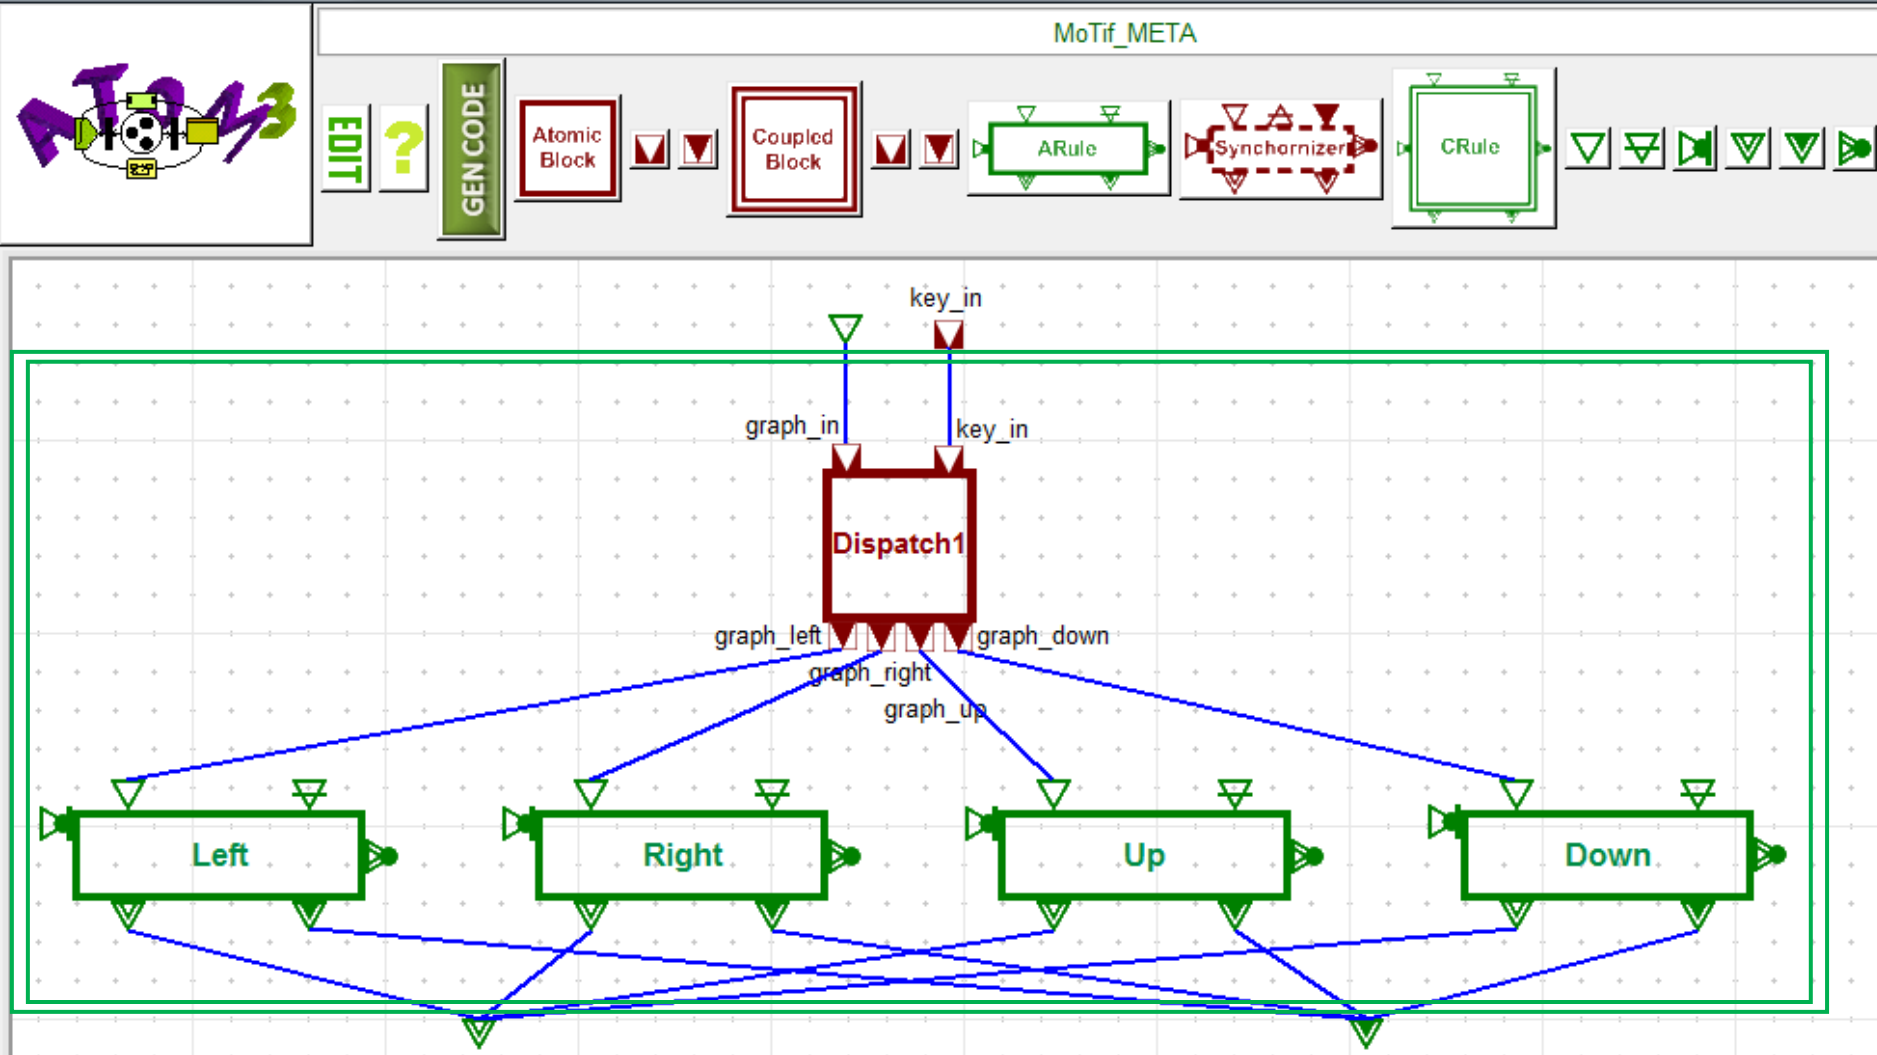 MoTif_META
AToM3
EDIT
?
GEN CODE
Atomic
Block
Coupled
Block
ARule
Synchornizer
CRule
key_in
graph_in
key_in
Dispatch1
graph_left
graph_down
graph_right
graph_up
Left
Right
Up
Down